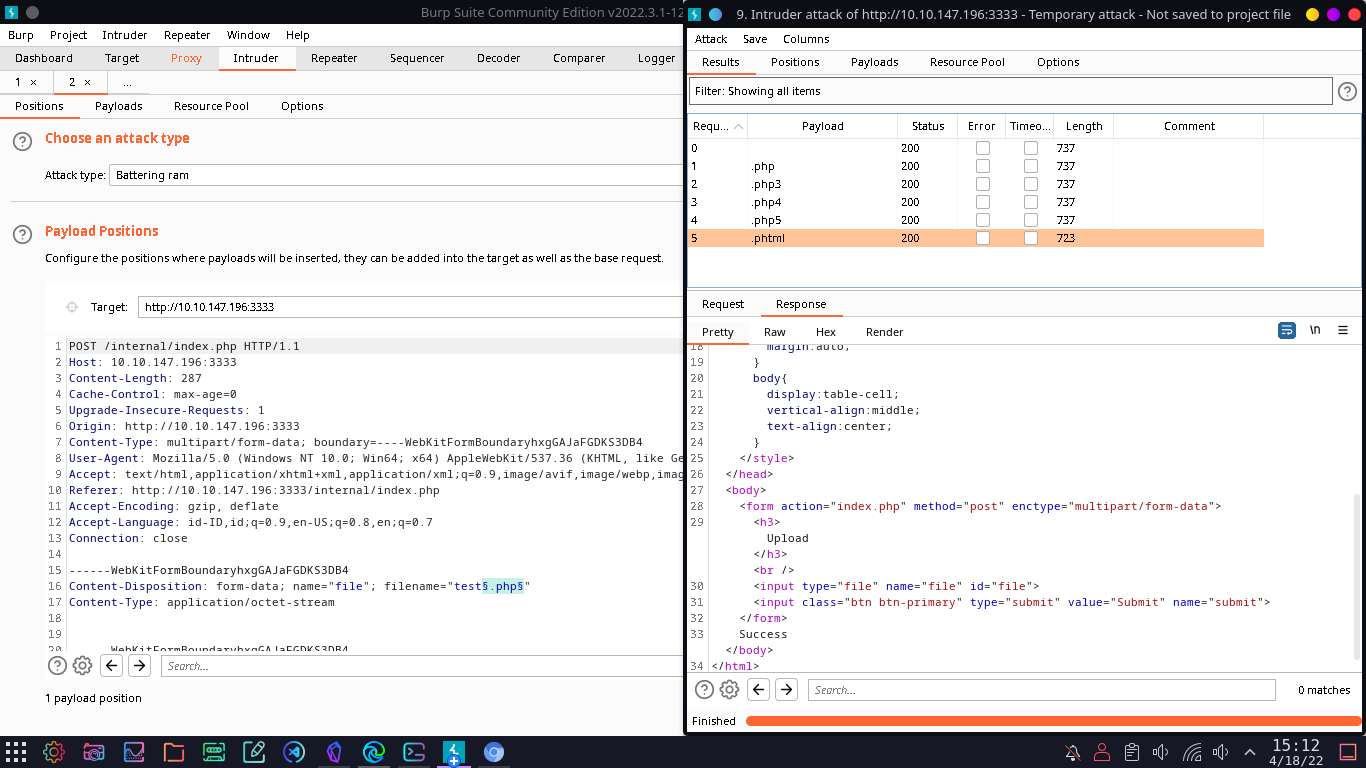 Burp Suite Community Edition v2022.3.1-12
Burp Project Intruder Repeater Window Help
Dashboard Target Proxy Intruder Repeater Sequencer Decoder Comparer Logger
1 × 2 × ...
Positions Payloads Resource Pool Options
? Choose an attack type
Attack type: Battering ram
? Payload Positions
Configure the positions where payloads will be inserted, they can be added into the target as well as the base request.
Target: http://10.10.147.196:3333
1 POST /internal/index.php HTTP/1.1
2 Host: 10.10.147.196:3333
3 Content-Length: 287
4 Cache-Control: max-age=0
5 Upgrade-Insecure-Requests: 1
6 Origin: http://10.10.147.196:3333
7 Content-Type: multipart/form-data; boundary=----WebKitFormBoundaryhxgGAJaFGDKS3DB4
8 User-Agent: Mozilla/5.0 (Windows NT 10.0; Win64; x64) AppleWebKit/537.36 (KHTML, like Ge
9 Accept: text/html,application/xhtml+xml,application/xml;q=0.9,image/avif,image/webp,imag
10 Referer: http://10.10.147.196:3333/internal/index.php
11 Accept-Encoding: gzip, deflate
12 Accept-Language: id-ID,id;q=0.9,en-US;q=0.8,en;q=0.7
13 Connection: close
14
15 ------WebKitFormBoundaryhxgGAJaFGDKS3DB4
16 Content-Disposition: form-data; name="file"; filename="test§.php§"
17 Content-Type: application/octet-stream
18
19
20 ------WebKitFormBoundaryhxgGAJaFGDKS3DB4
? Search...
1 payload position
9. Intruder attack of http://10.10.147.196:3333 - Temporary attack - Not saved to project file
Attack Save Columns
Results Positions Payloads Resource Pool Options
Filter: Showing all items ?
Requ... Payload Status Error Timeo... Length Comment
0 200 737
1 .php 200 737
2 .php3 200 737
3 .php4 200 737
4 .php5 200 737
5 .phtml 200 723
Request Response
Pretty Raw Hex Render \n
18 margin:auto;
19 }
20 body{
21 display:table-cell;
22 vertical-align:middle;
23 text-align:center;
24 }
25 </style>
26 </head>
27 <body>
28 <form action="index.php" method="post" enctype="multipart/form-data">
29 <h3>
Upload
</h3>
<br />
30 <input type="file" name="file" id="file">
31 <input class="btn btn-primary" type="submit" value="Submit" name="submit">
32 </form>
33 Success
</body>
34 </html>
? Search... 0 matches
Finished
15:12
4/18/22